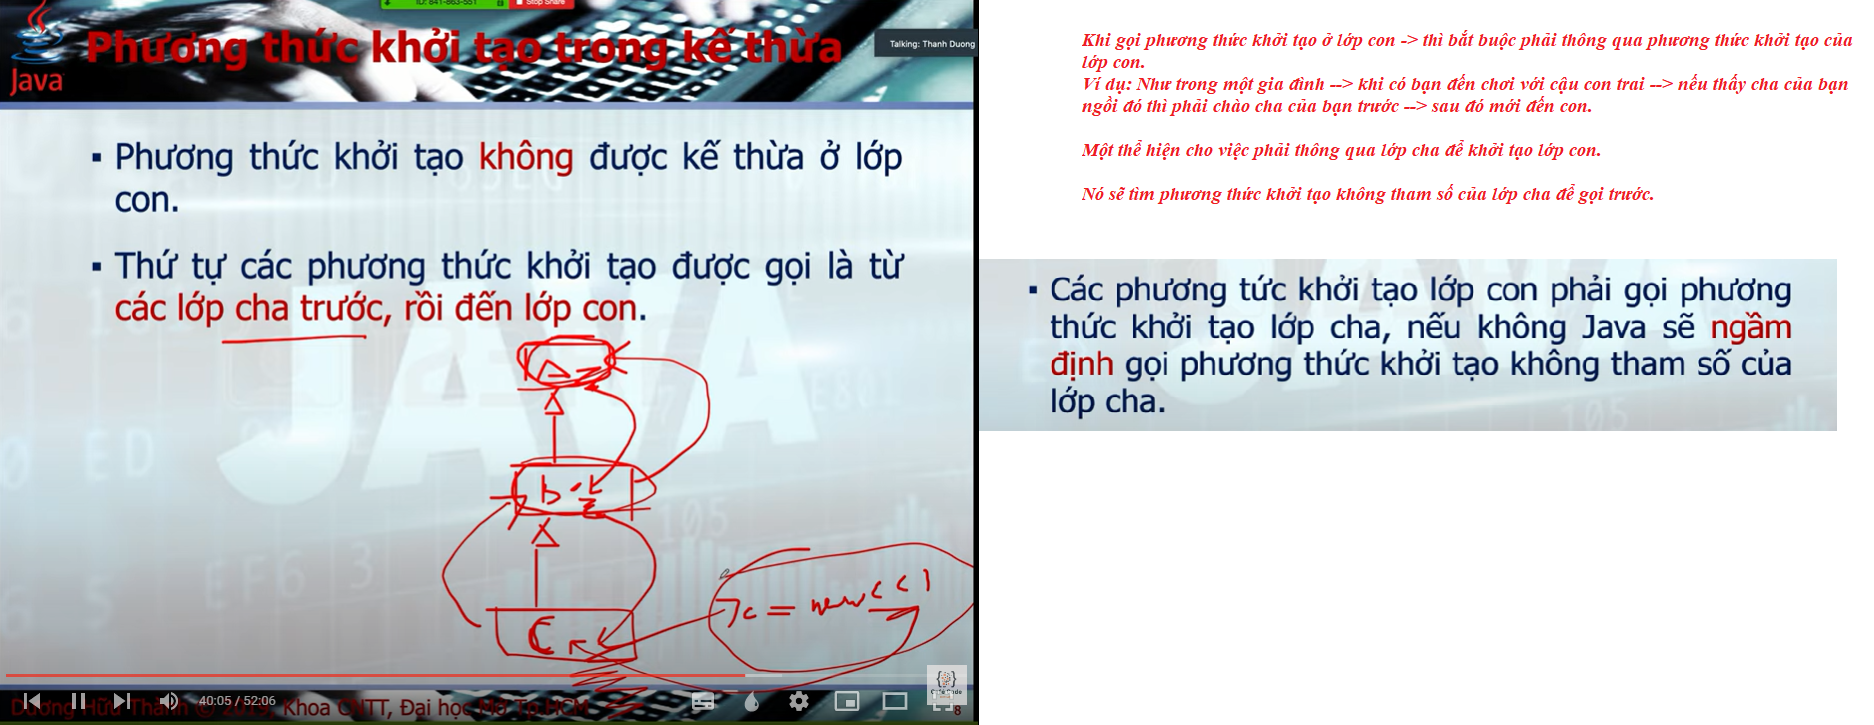 ID: 841-863-551
Stop Share
Phương thức khởi tạo trong kế thừa
Talking: Thanh Duong
Java
▪ Phương thức khởi tạo không được kế thừa ở lớp
con.
▪ Thứ tự các phương thức khởi tạo được gọi là từ
các lớp cha trước, rồi đến lớp con.
A
b
C
c = new C()
40:05 / 52:06
Dương Hữu Thành © 2019, Khoa CNTT, Đại học Mở Tp.HCM
8
Khi gọi phương thức khởi tạo ở lớp con -> thì bắt buộc phải thông qua phương thức khởi tạo của
lớp con.
Ví dụ: Như trong một gia đình --> khi có bạn đến chơi với cậu con trai --> nếu thấy cha của bạn
ngồi đó thì phải chào cha của bạn trước --> sau đó mới đến con.
Một thể hiện cho việc phải thông qua lớp cha để khởi tạo lớp con.
Nó sẽ tìm phương thức khởi tạo không tham số của lớp cha để gọi trước.
▪ Các phương tức khởi tạo lớp con phải gọi phương
thức khởi tạo lớp cha, nếu không Java sẽ ngầm
định gọi phương thức khởi tạo không tham số của
lớp cha.